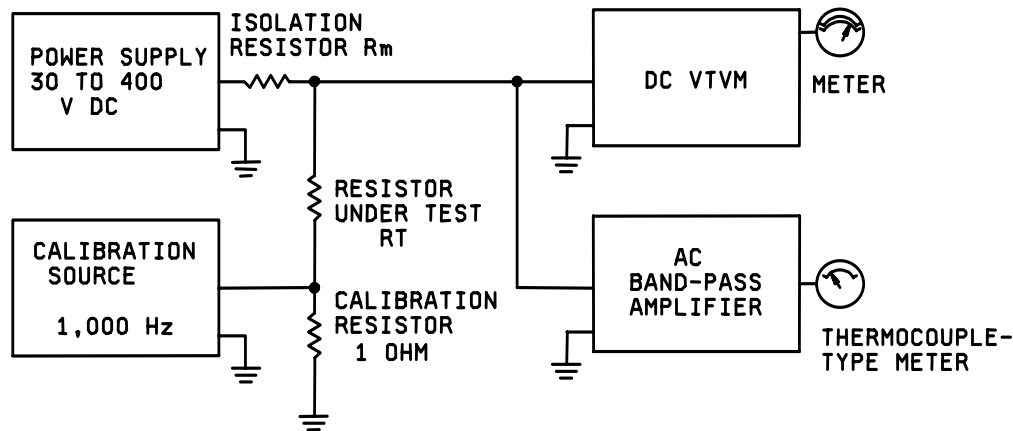 POWER SUPPLY
30 TO 400
V DC
ISOLATION
RESISTOR Rm
DC VTVM
METER
RESISTOR
UNDER TEST
RT
CALIBRATION
SOURCE
1,000 Hz
CALIBRATION
RESISTOR
1 OHM
AC
BAND-PASS
AMPLIFIER
THERMOCOUPLE-
TYPE METER